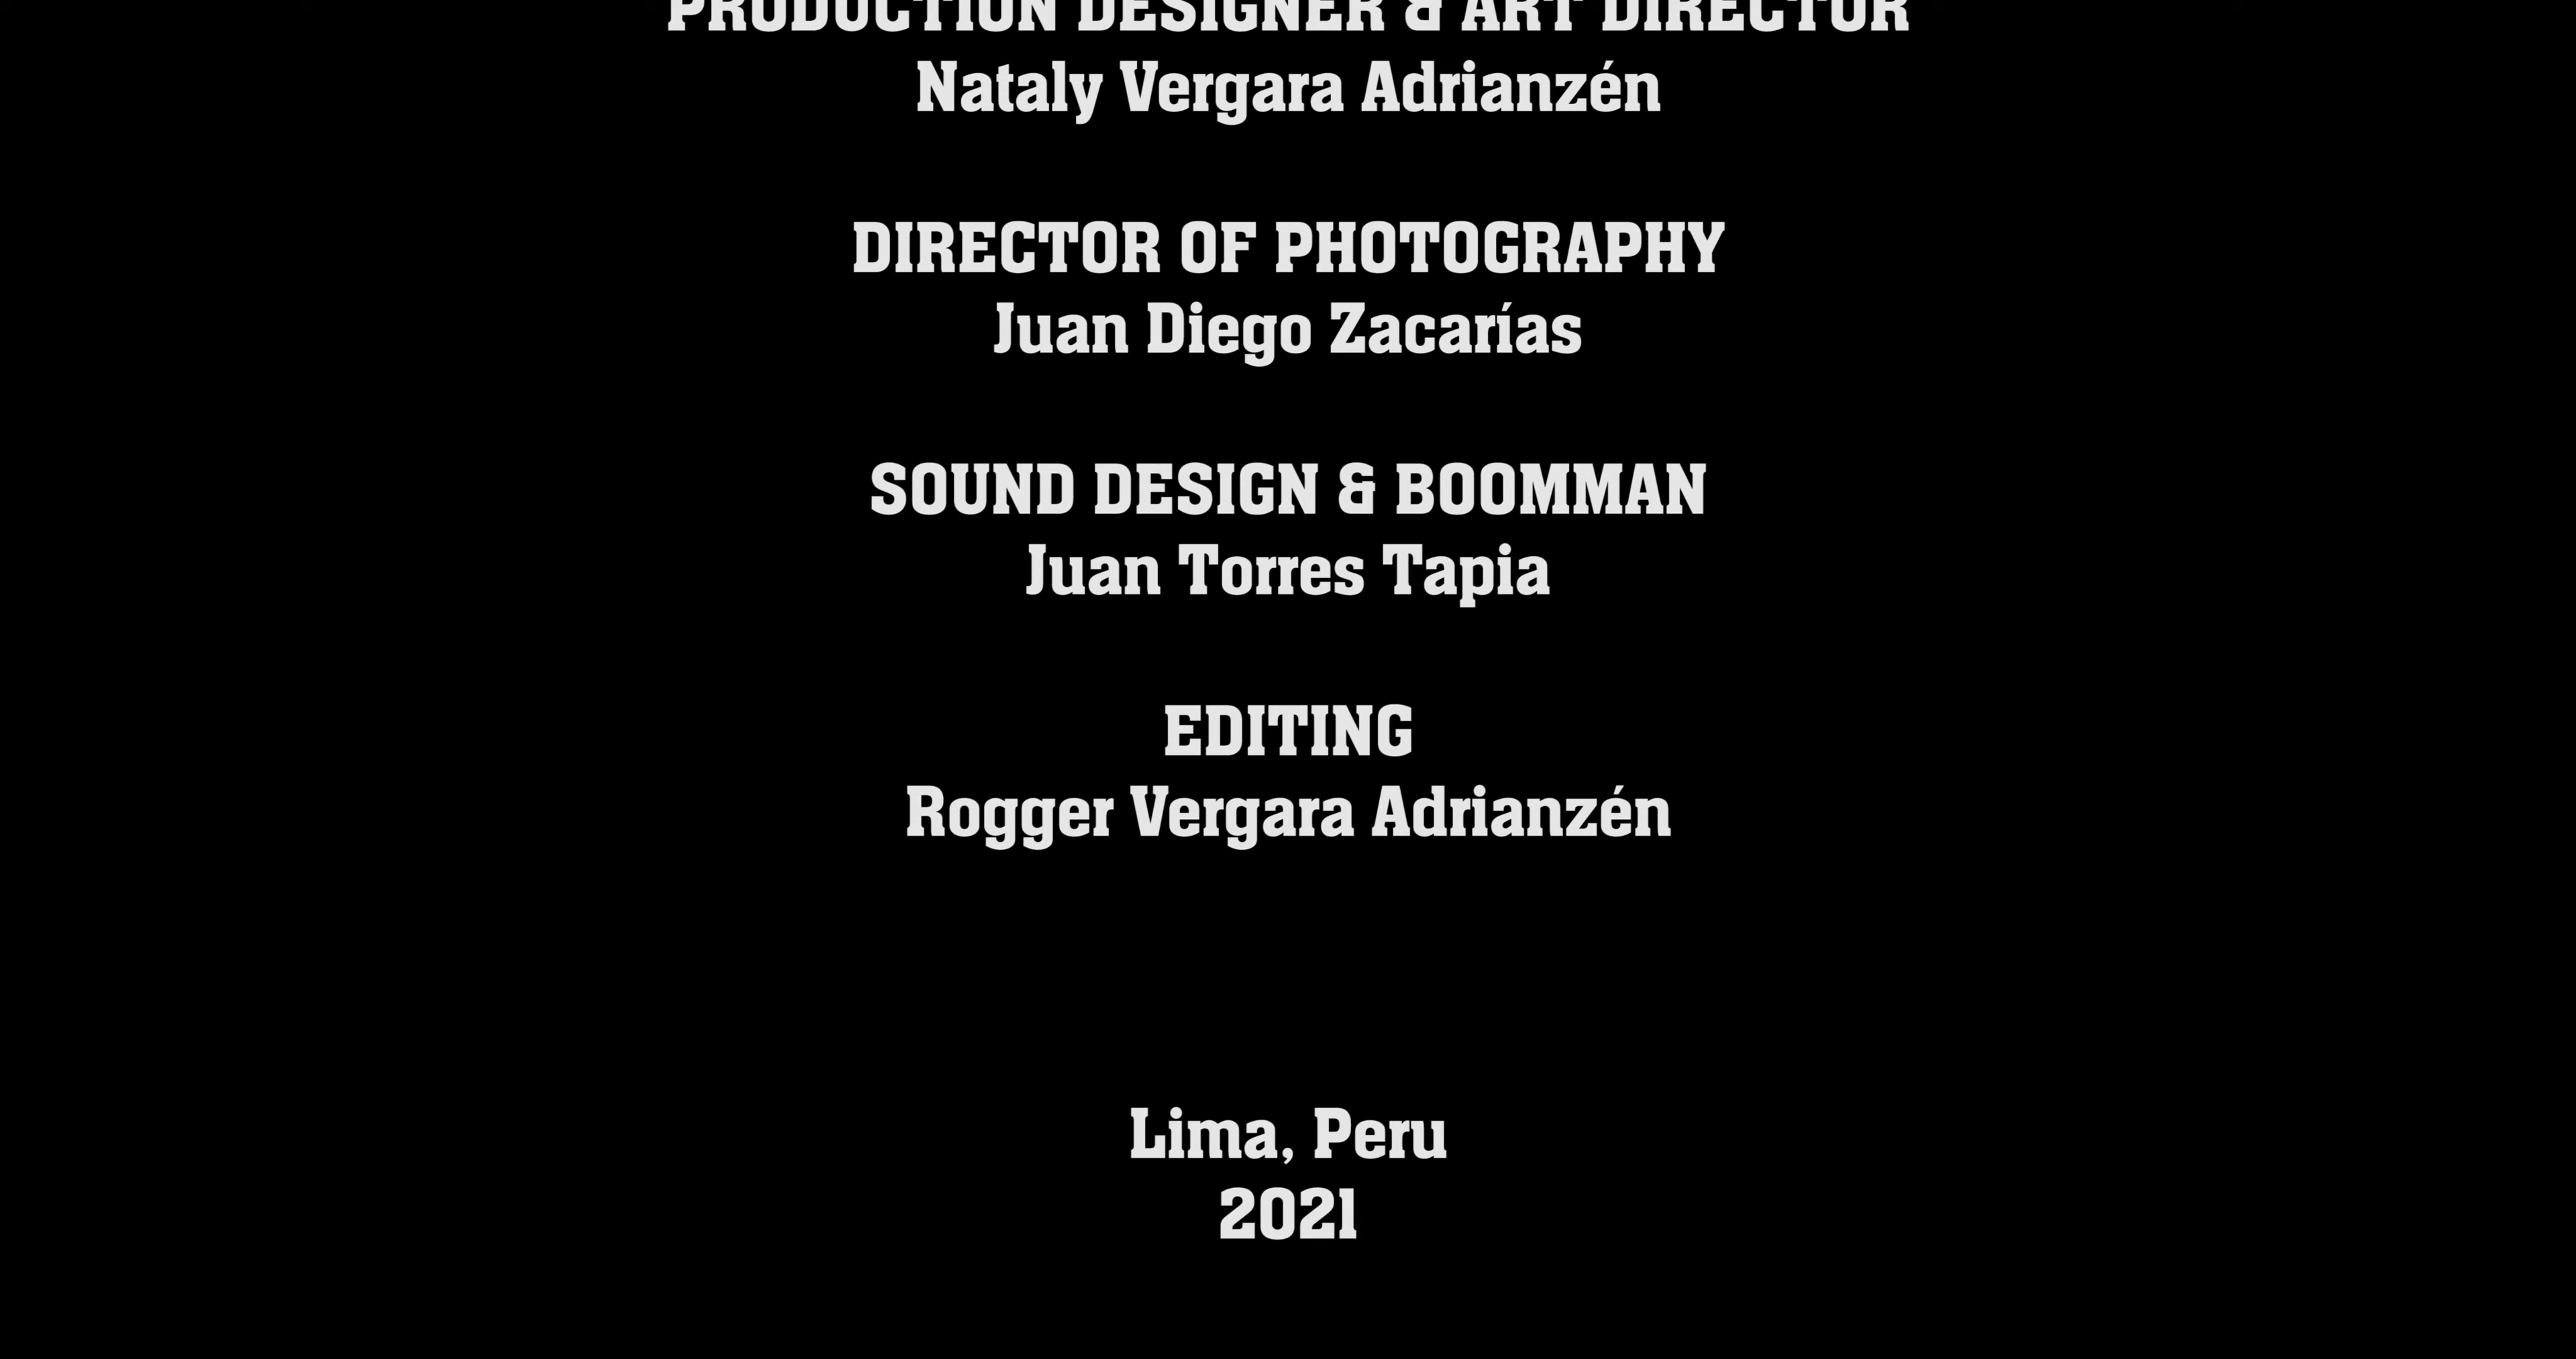 PRODUCTION DESIGNER & ART DIRECTOR
Nataly Vergara Adrianzén
DIRECTOR OF PHOTOGRAPHY
Juan Diego Zacarías
SOUND DESIGN & BOOMMAN
Juan Torres Tapia
EDITING
Rogger Vergara Adrianzén
Lima, Peru
2021